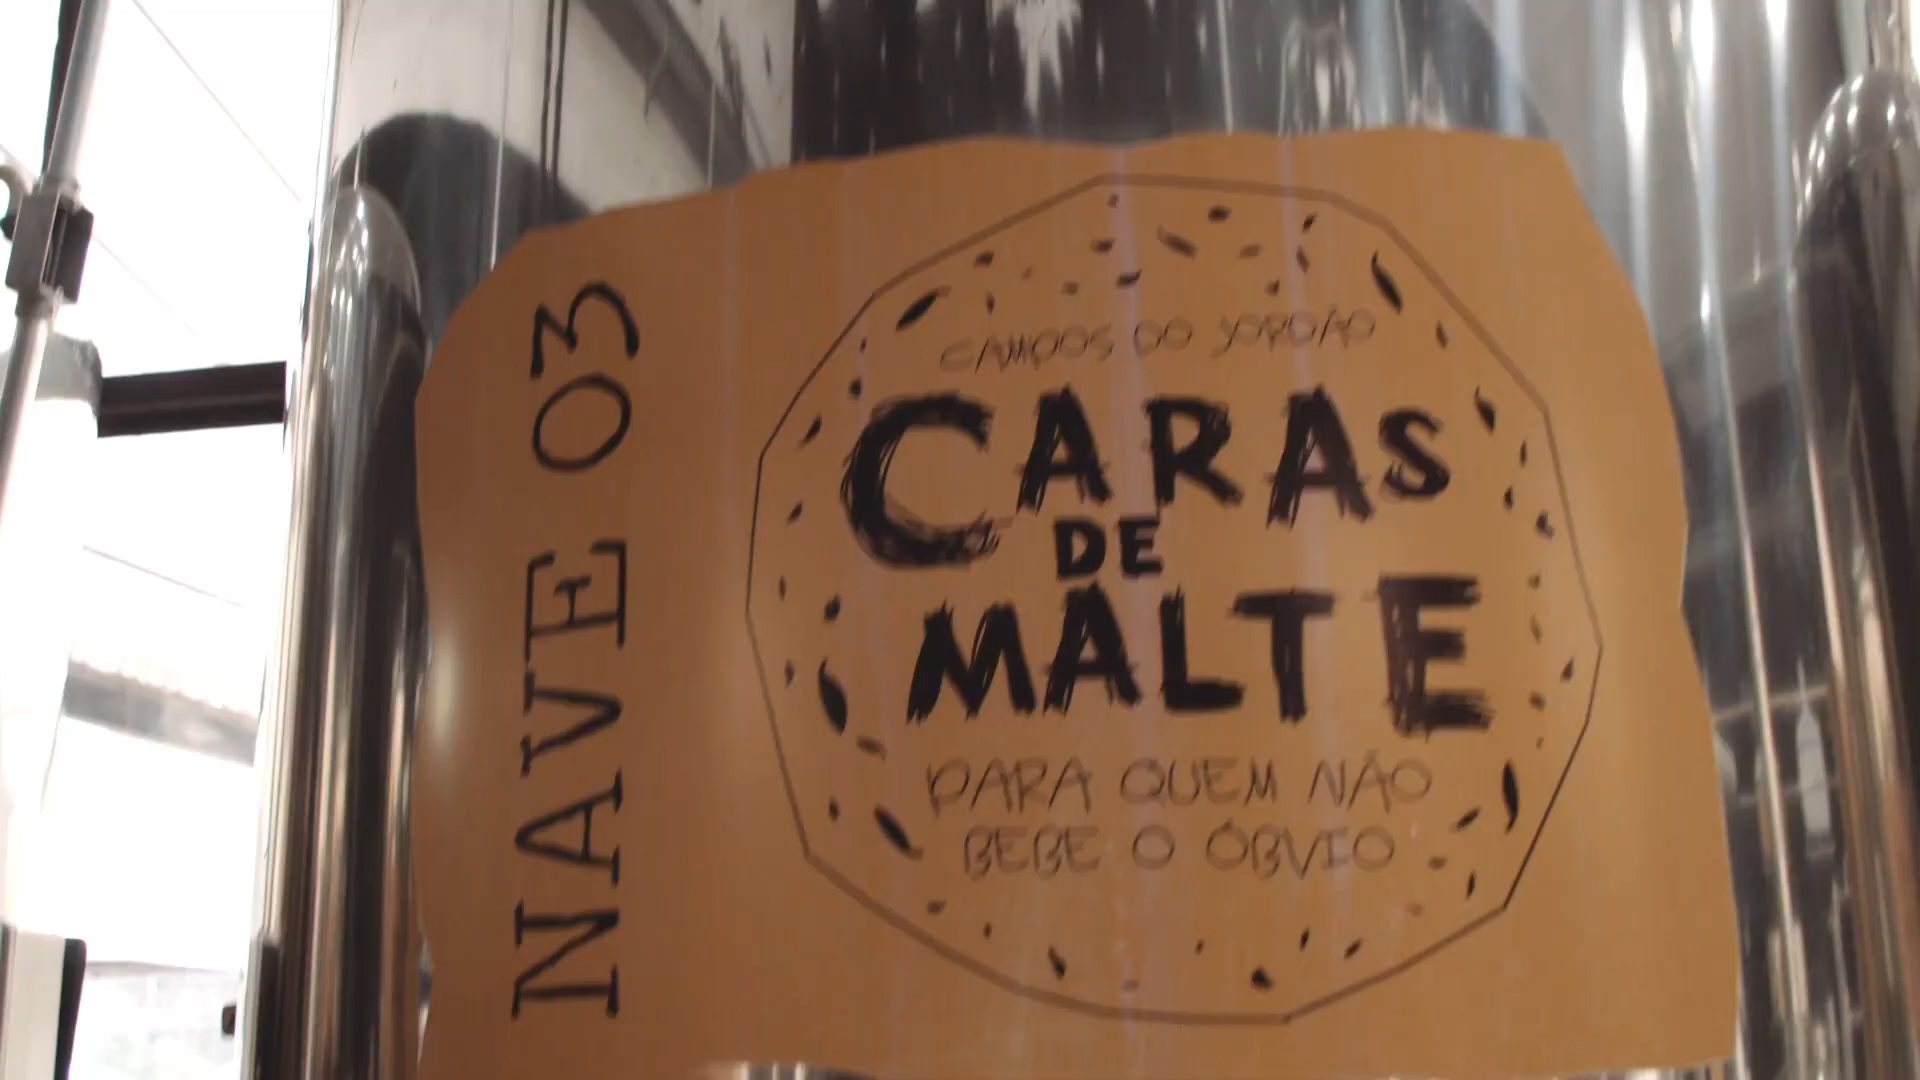 NAVE 03
CAMPOS DO JORDÃO
CARAS
DE
MALTE
PARA QUEM NÃO
BEBE O ÓBVIO